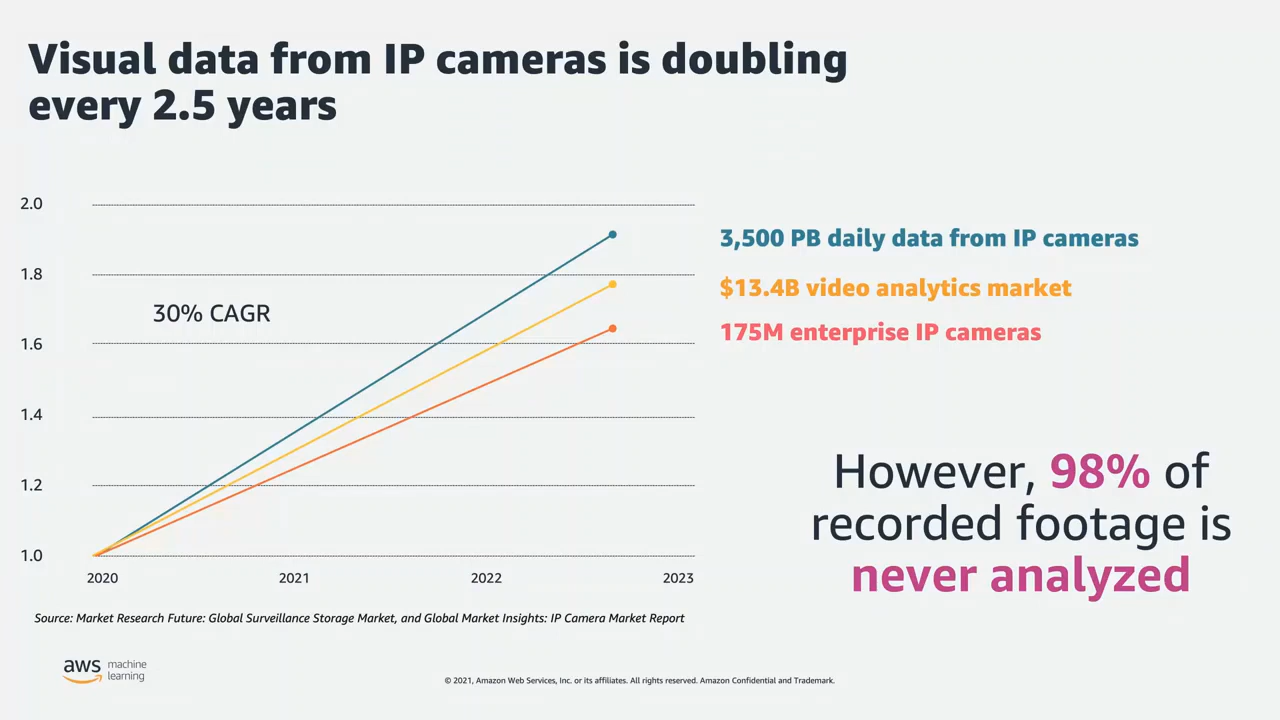 Visual data from IP cameras is doubling
every 2.5 years
2.0
1.8
1.6
1.4
1.2
1.0
30% CAGR
2020
2021
2022
2023
3,500 PB daily data from IP cameras
$13.4B video analytics market
175M enterprise IP cameras
However, 98% of
recorded footage is
never analyzed
Source: Market Research Future: Global Surveillance Storage Market, and Global Market Insights: IP Camera Market Report
aws machine
learning
© 2021, Amazon Web Services, Inc. or its affiliates. All rights reserved. Amazon Confidential and Trademark.